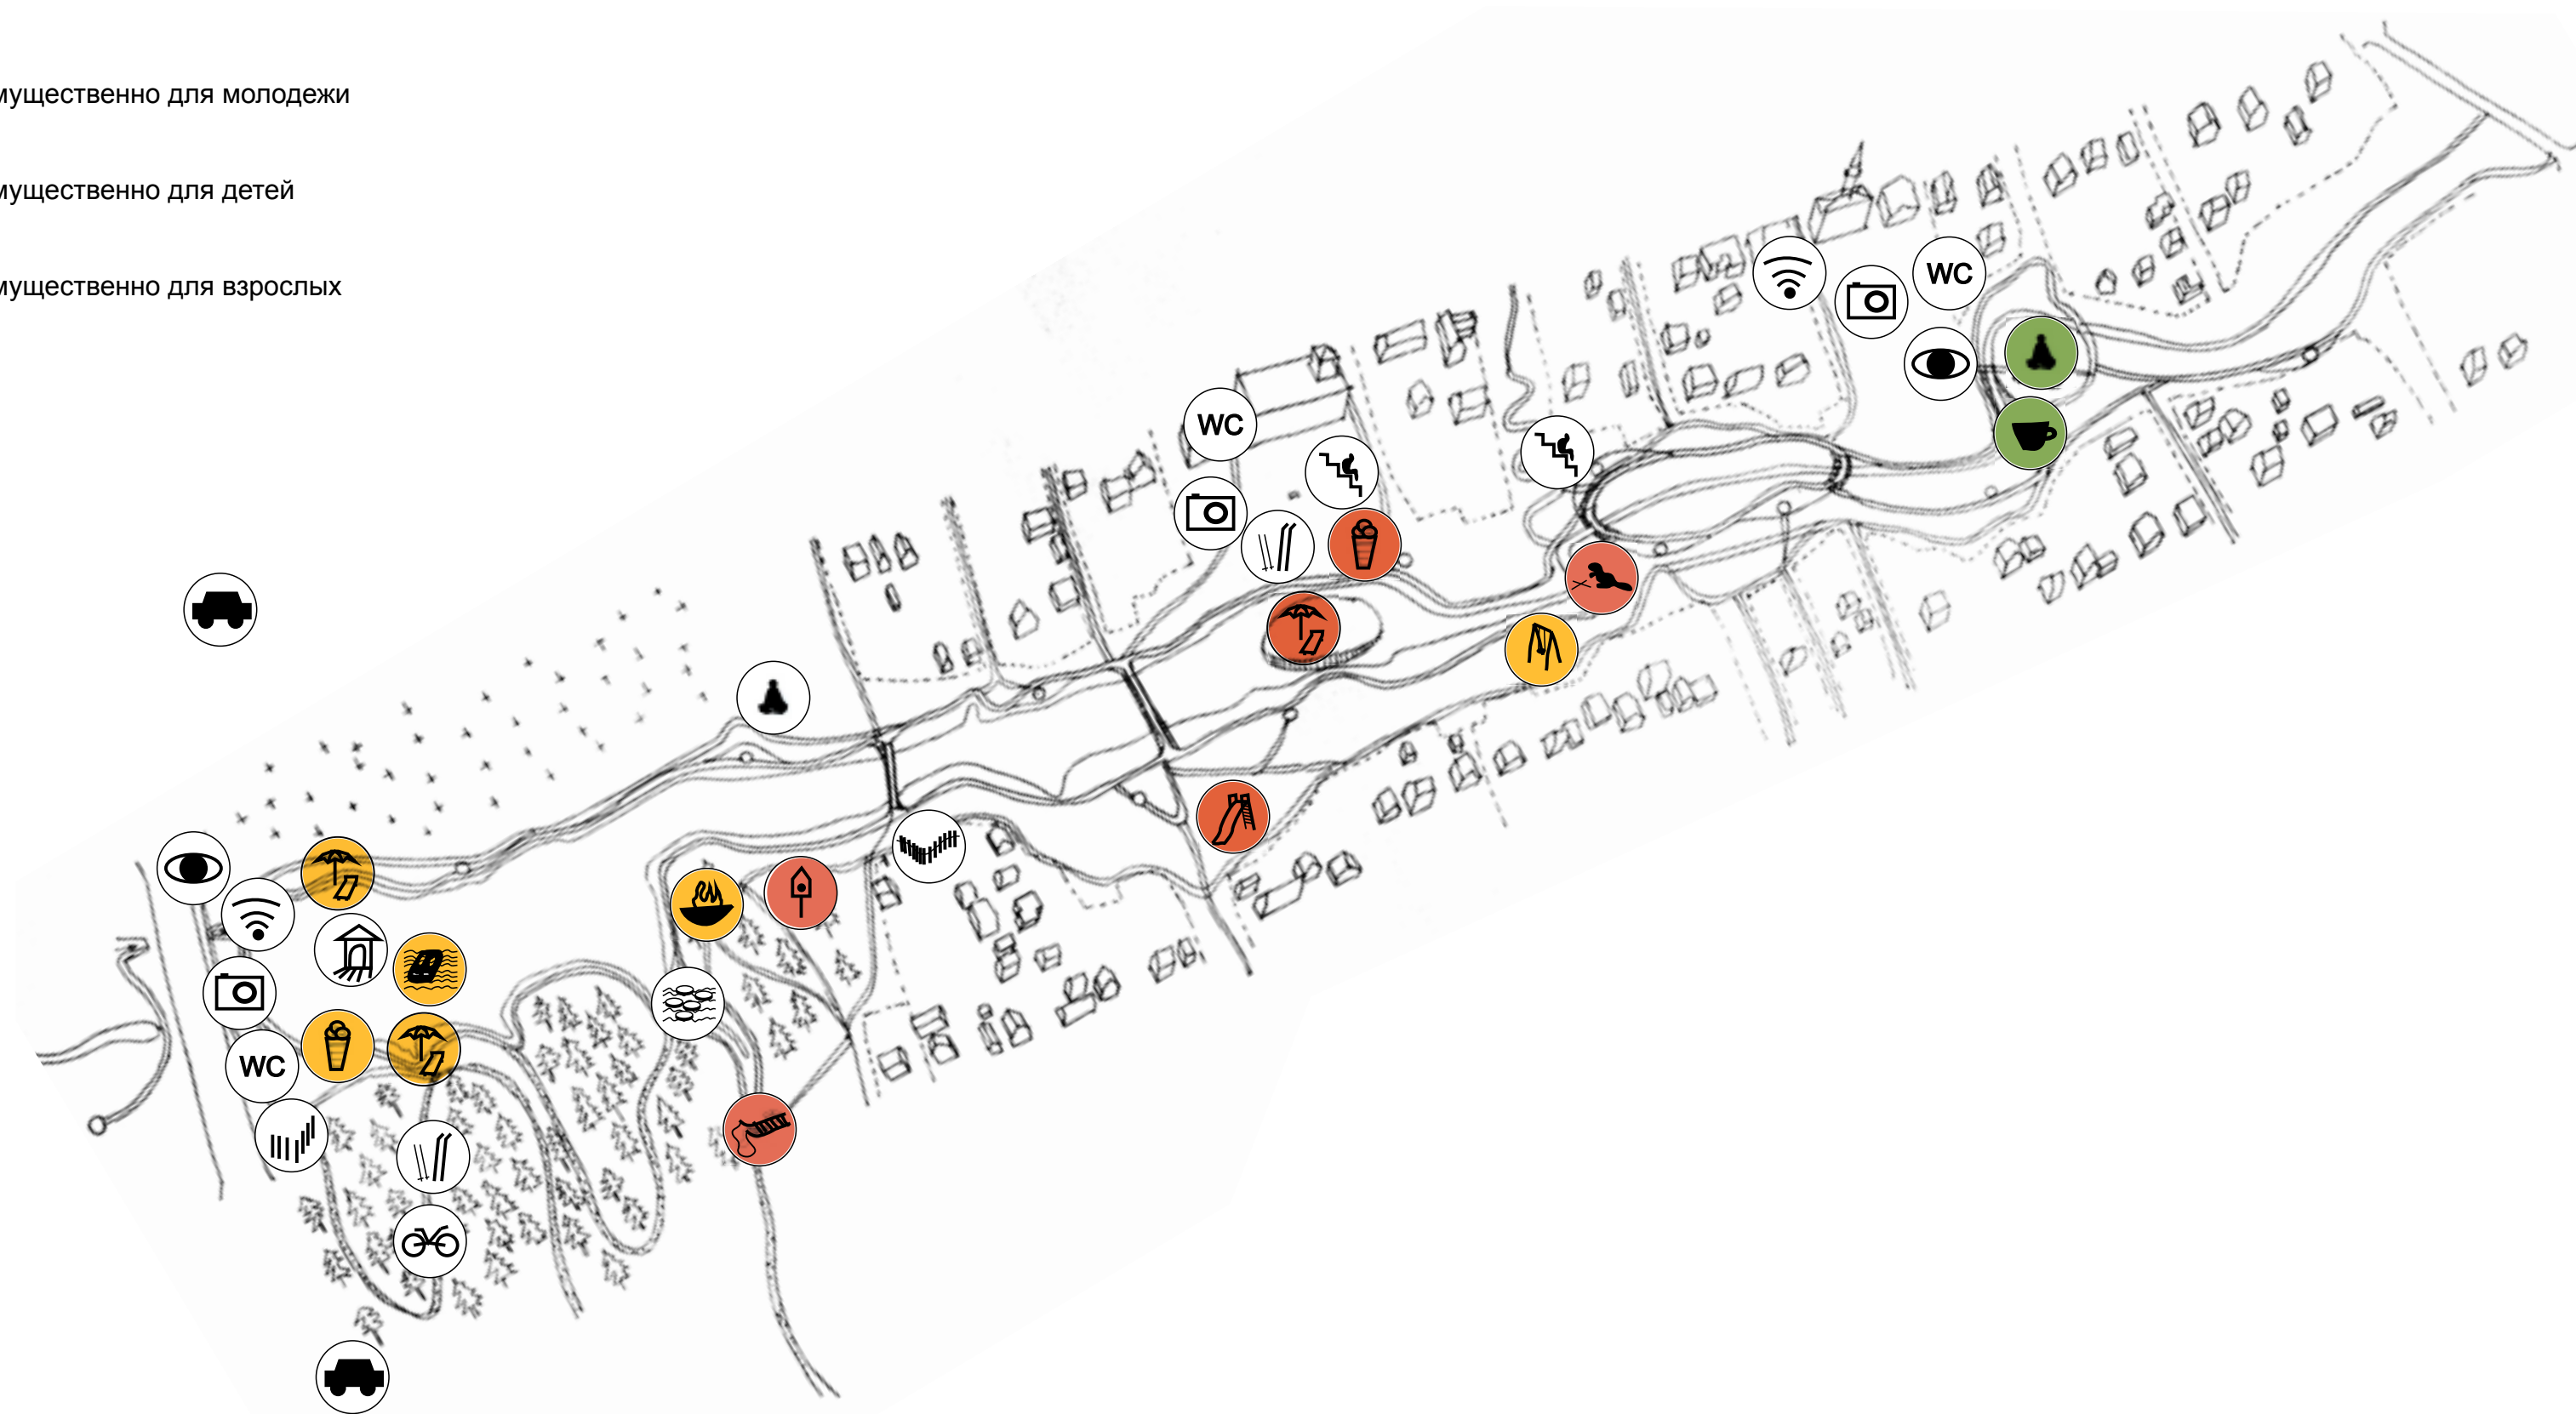 мущественно для молодежи
мущественно для детей
мущественно для взрослых
WC
WC
WC